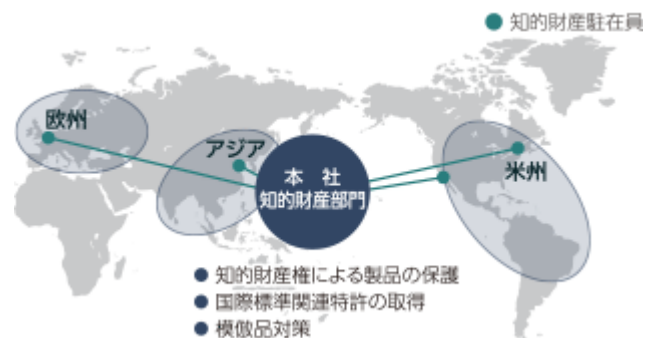 知的財産駐在員
欧州
アジア
本 社
知的財産部門
米州
知的財産権による製品の保護
国際標準関連特許の取得
模倣品対策